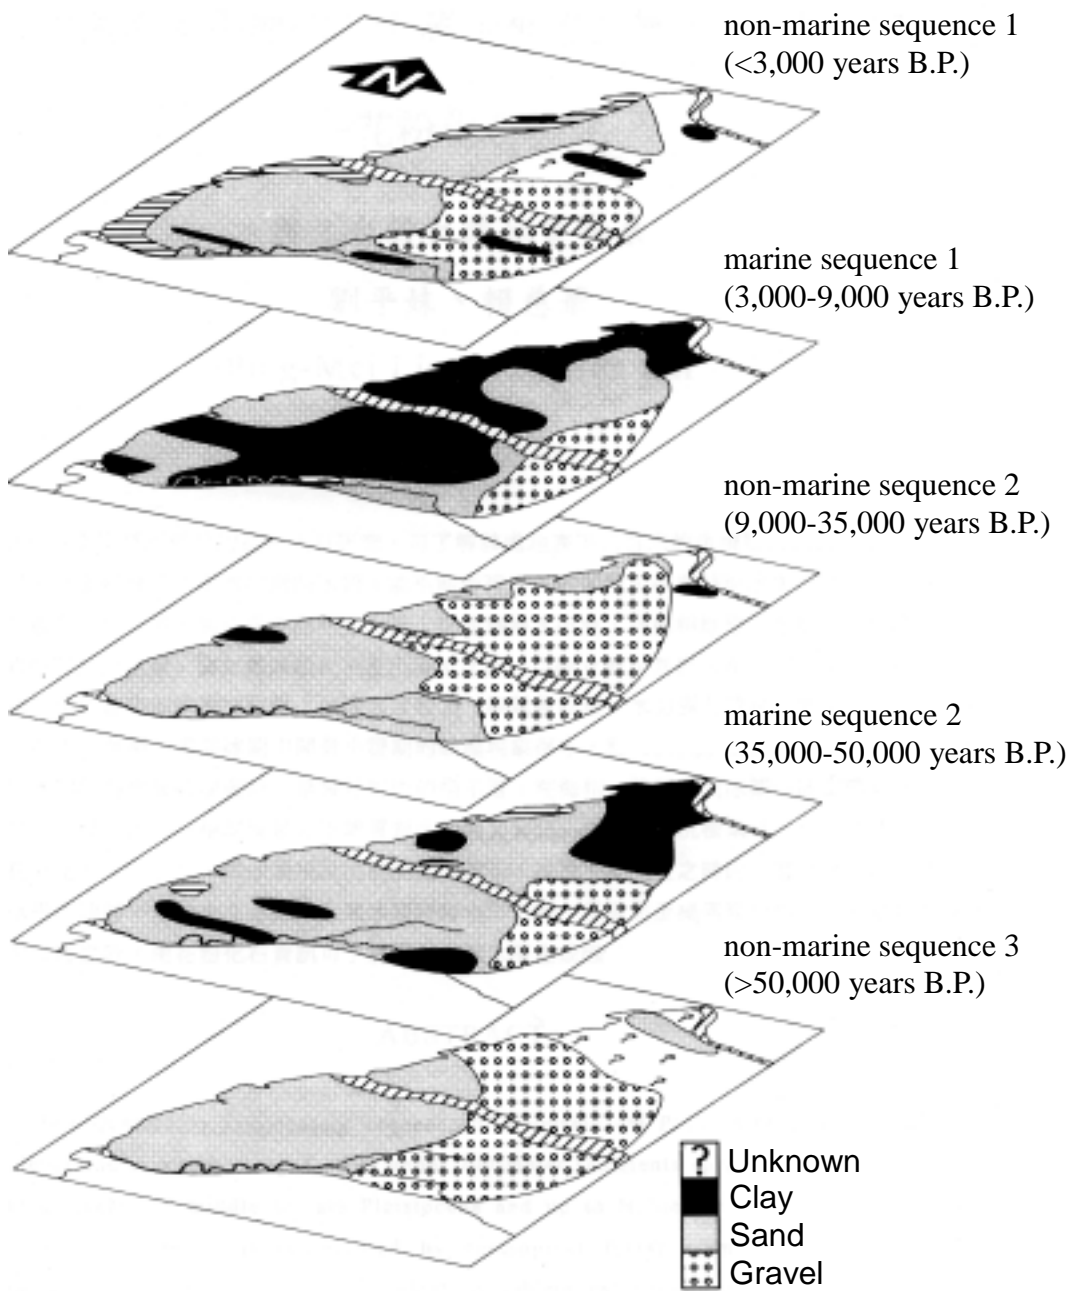 non-marine sequence 1
(<3,000 years B.P.)
N
marine sequence 1
(3,000-9,000 years B.P.)
non-marine sequence 2
(9,000-35,000 years B.P.)
marine sequence 2
(35,000-50,000 years B.P.)
non-marine sequence 3
(>50,000 years B.P.)
? Unknown
Clay
Sand
Gravel